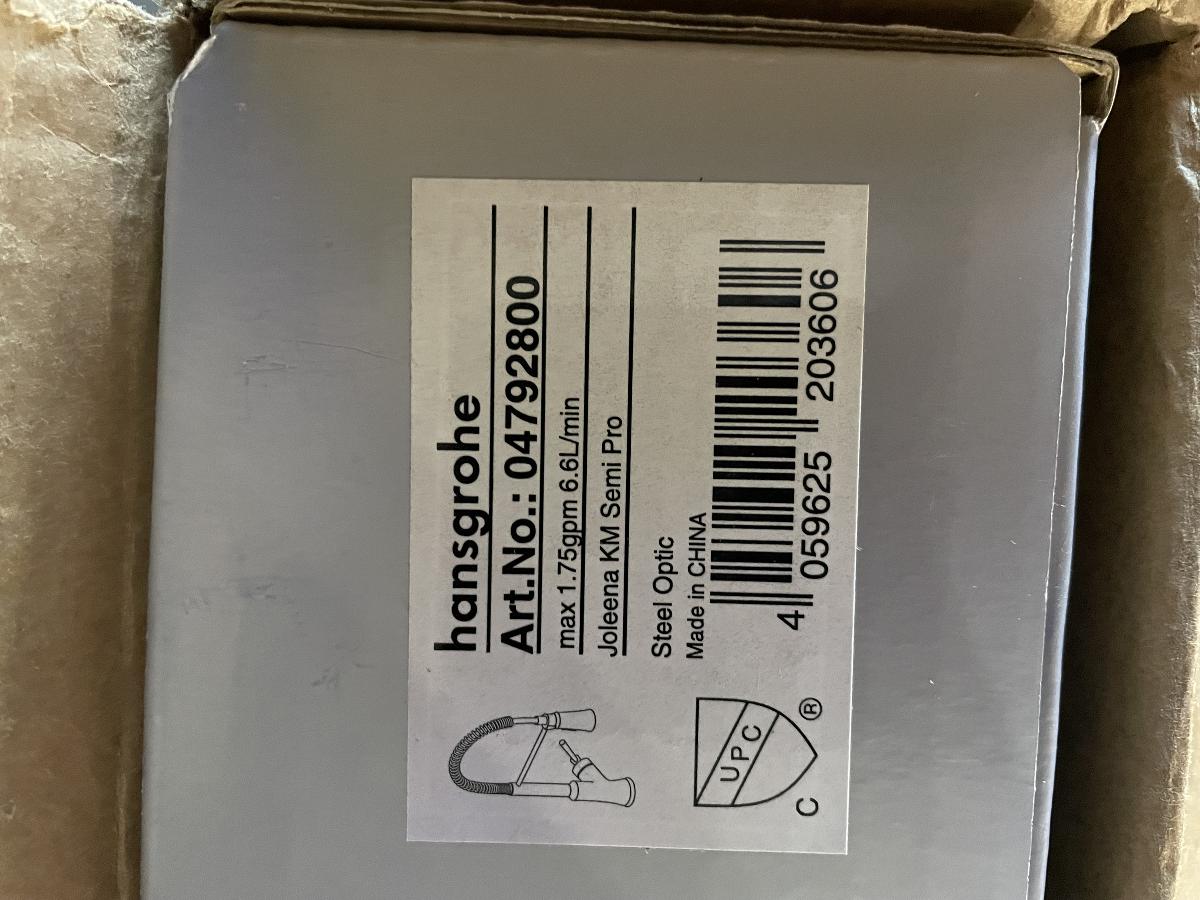 hansgrohe
Art.No.: 04792800
max 1.75gpm 6.6L/min
Joleena KM Semi Pro
Steel Optic
Made in CHINA
4 059625 203606
UPC
C ®